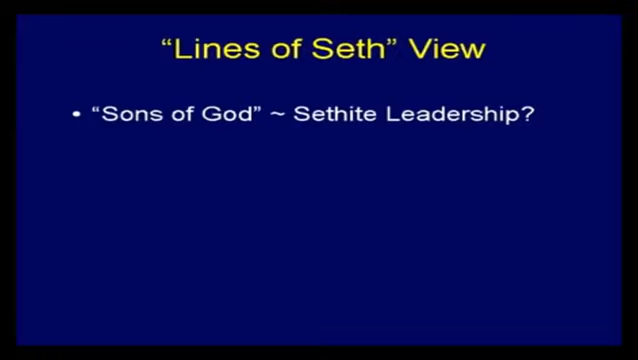 “Lines of Seth” View
• “Sons of God” ~ Sethite Leadership?